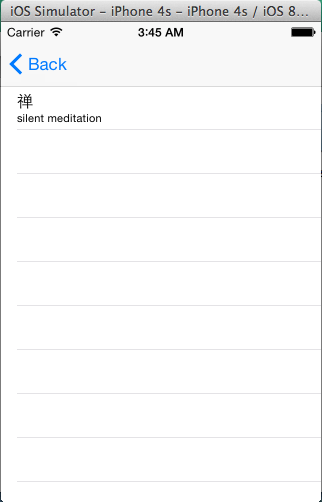 iOS Simulator - iPhone 4s - iPhone 4s / iOS 8...
Carrier 3:45 AM
Back
禅
silent meditation